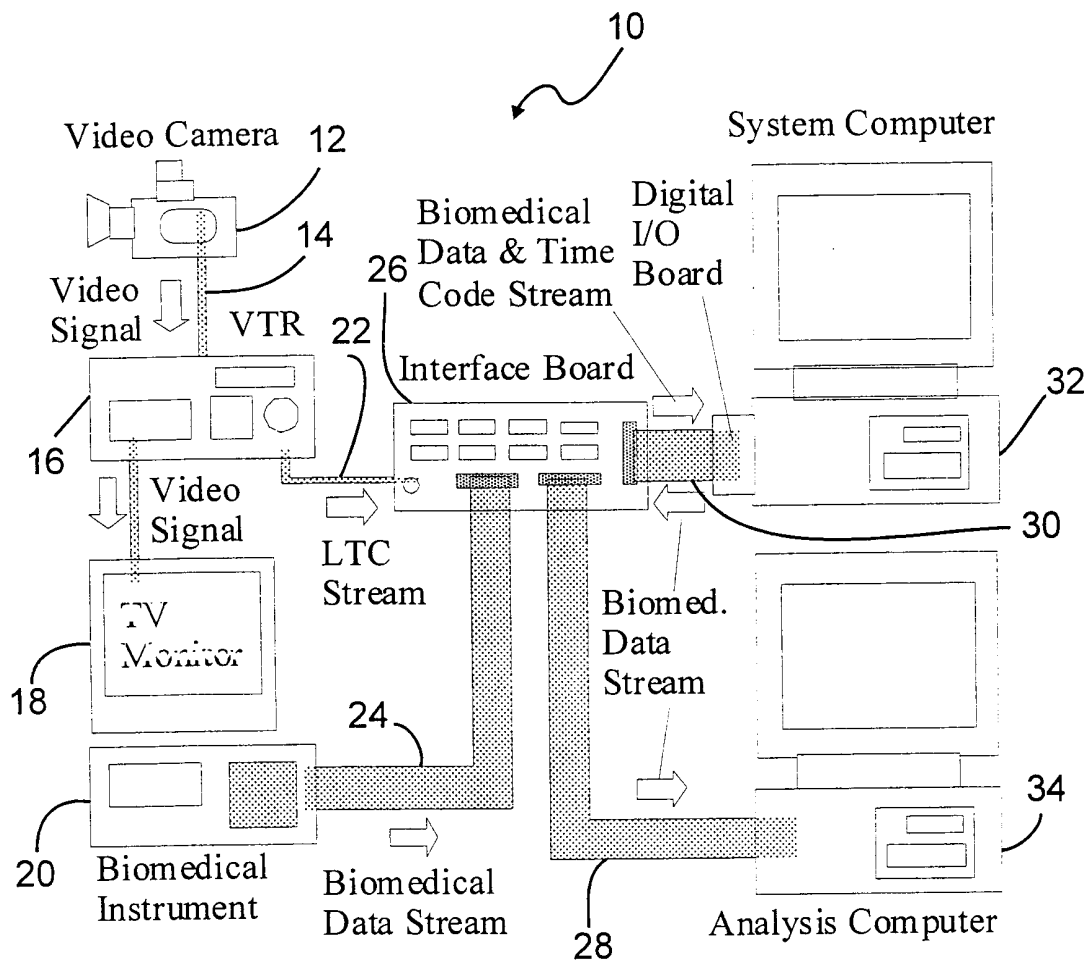 10
Video Camera
12
System Computer
Biomedical
Data & Time
Code Stream
Digital
I/O
Board
14
Video
Signal
VTR
22
26
Interface Board
16
32
Video
Signal
LTC
Stream
30
TV
Monitor
18
Biomed.
Data
Stream
24
20
34
Biomedical
Instrument
Biomedical
Data Stream
28
Analysis Computer